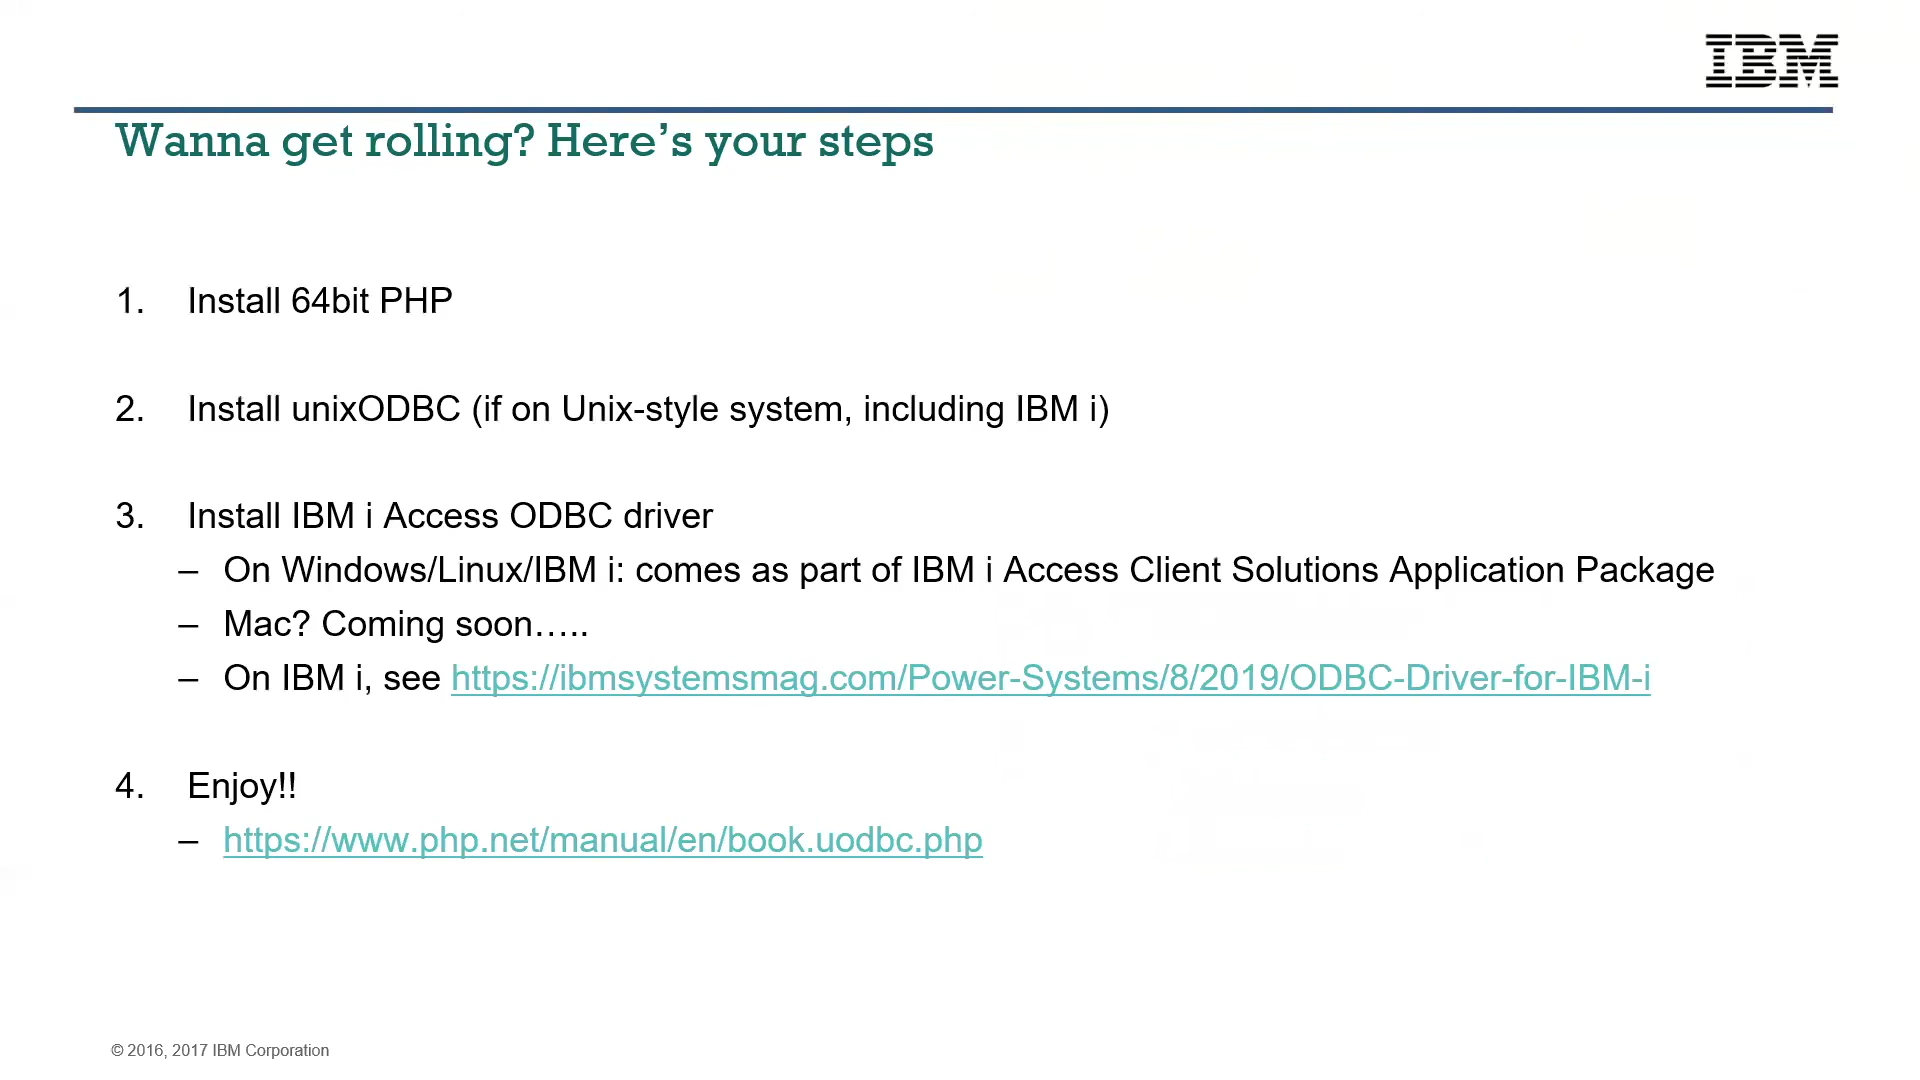 IBM
Wanna get rolling? Here’s your steps
1. Install 64bit PHP
2. Install unixODBC (if on Unix-style system, including IBM i)
3. Install IBM i Access ODBC driver
– On Windows/Linux/IBM i: comes as part of IBM i Access Client Solutions Application Package
– Mac? Coming soon…..
– On IBM i, see https://ibmsystemsmag.com/Power-Systems/8/2019/ODBC-Driver-for-IBM-i
4. Enjoy!!
– https://www.php.net/manual/en/book.uodbc.php
© 2016, 2017 IBM Corporation